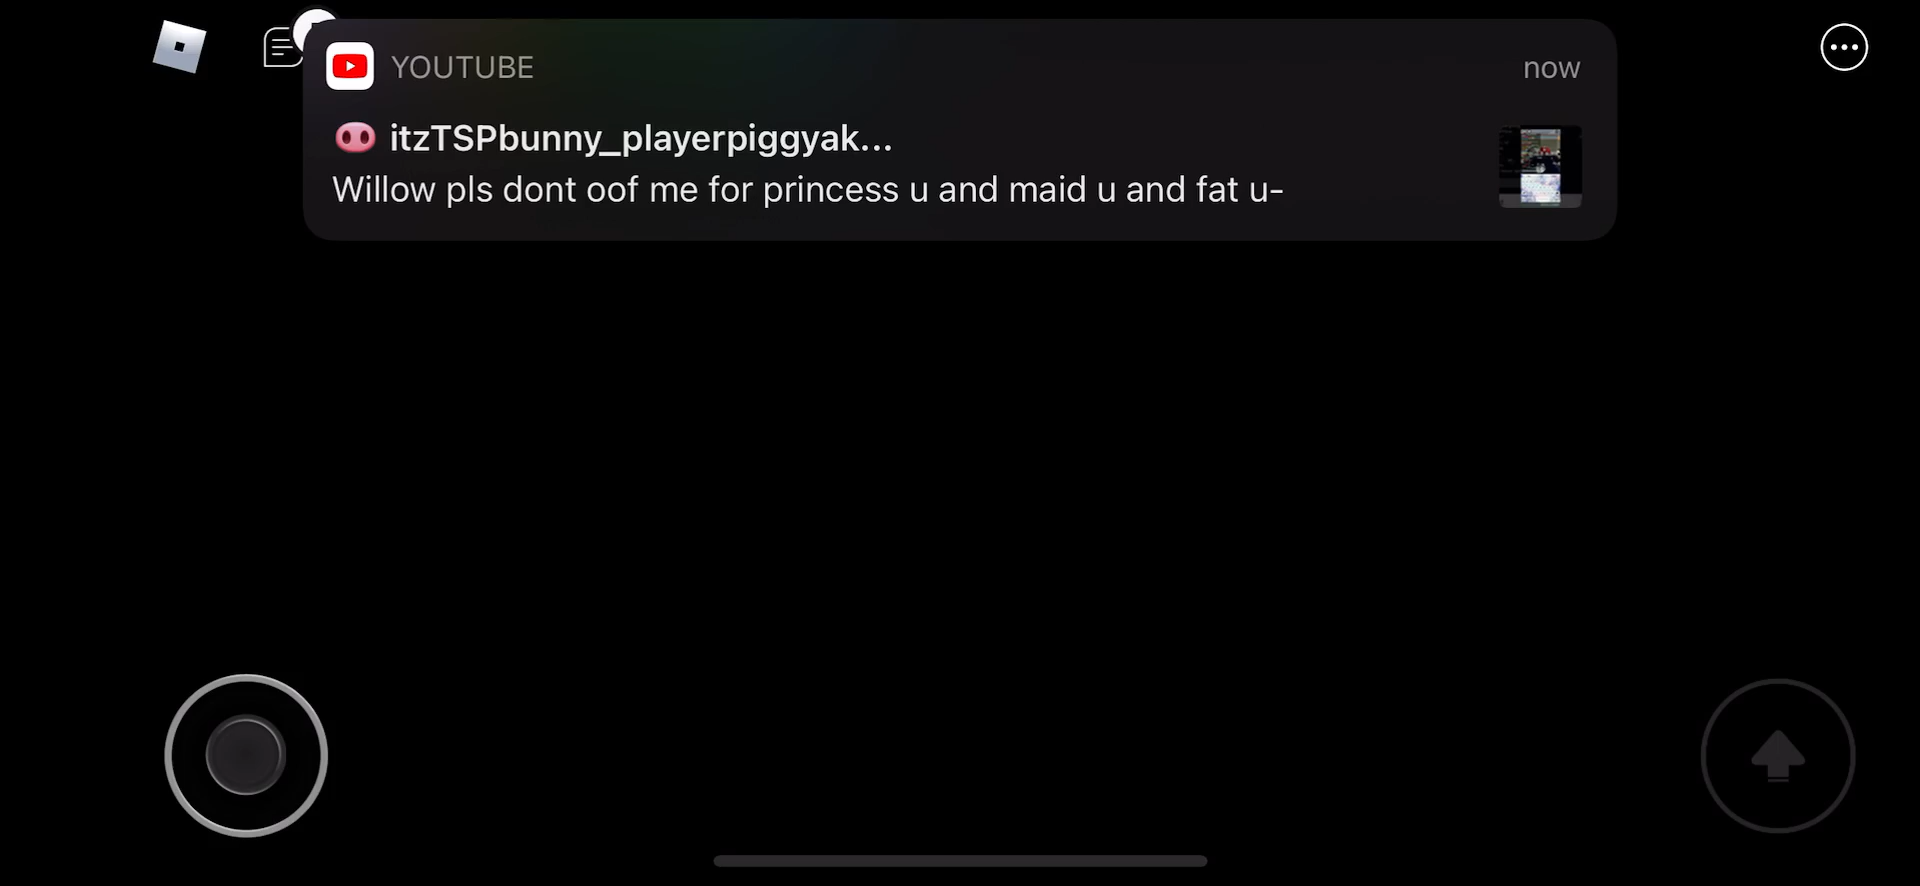 YOUTUBE
now
🐽 itzTSPbunny_playerpiggyak...
Willow pls dont oof me for princess u and maid u and fat u-